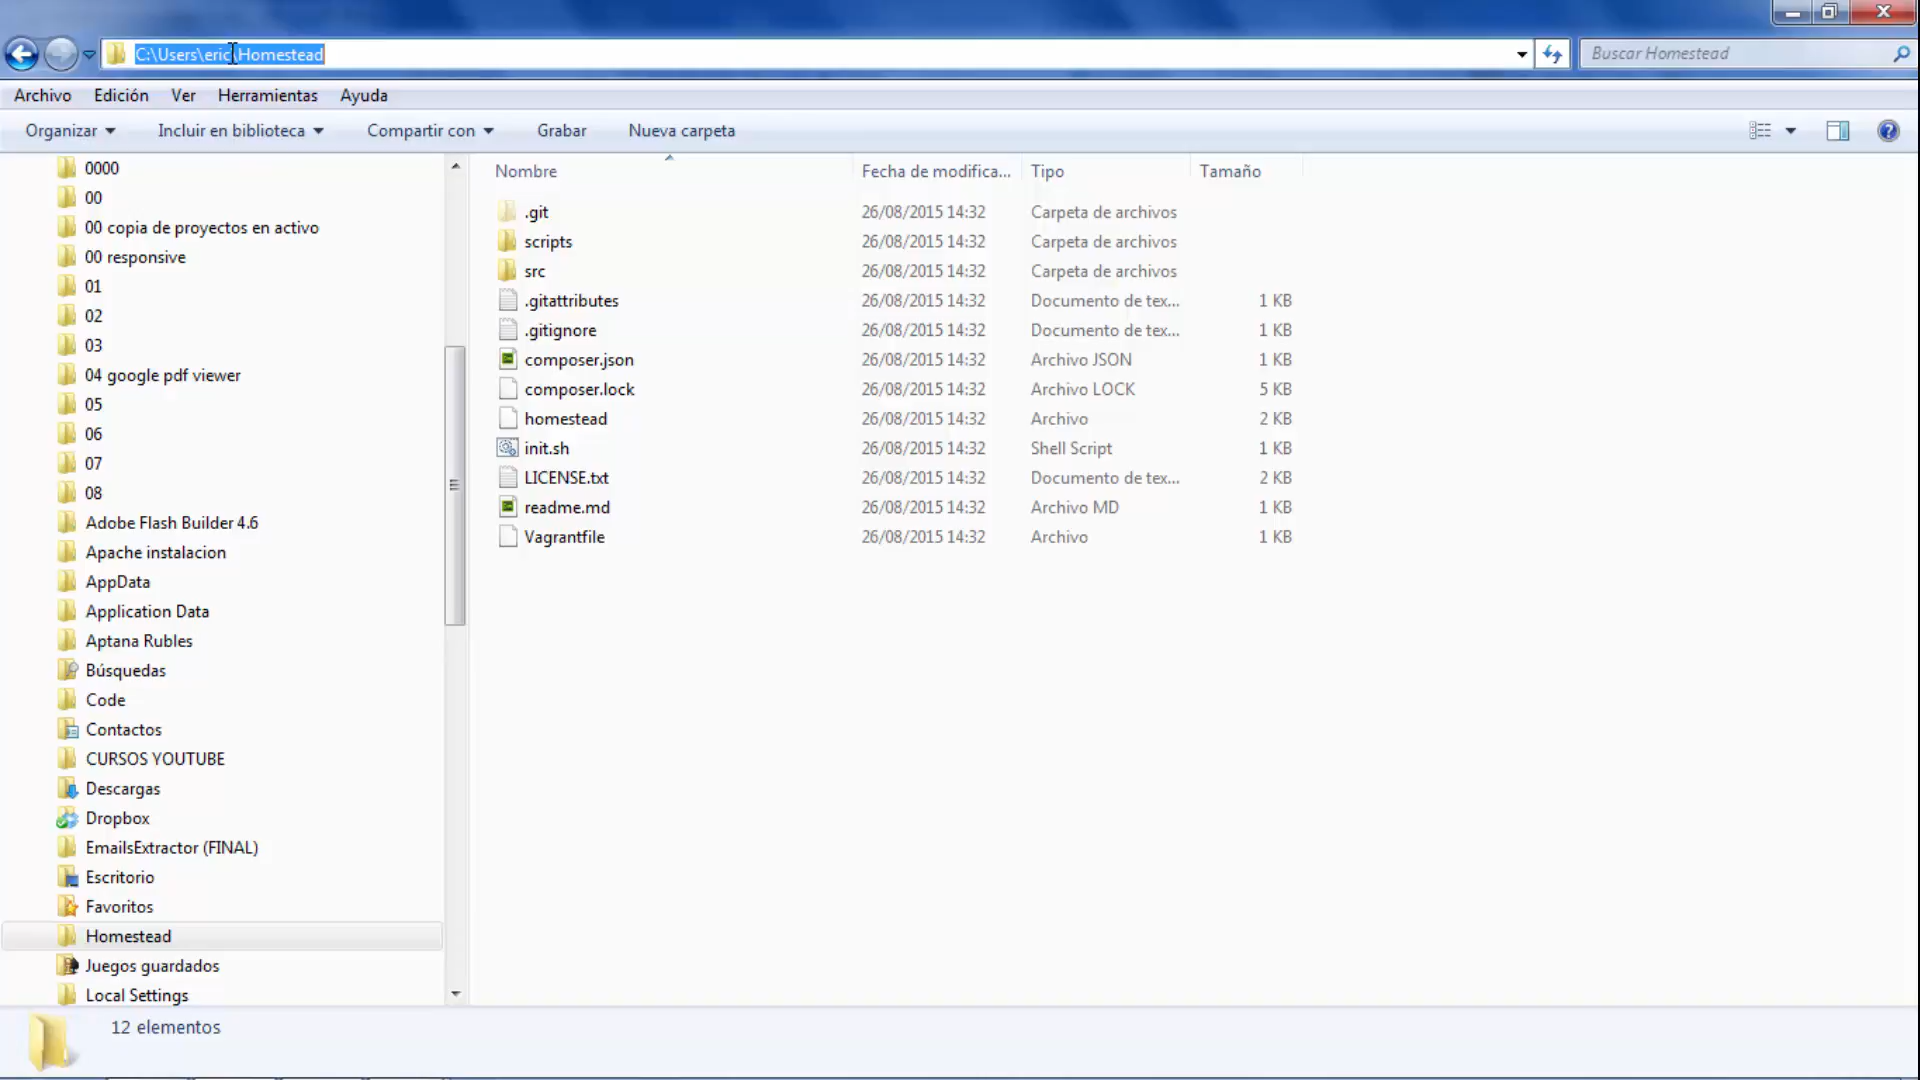 C:\Users\eric\Homestead
Buscar Homestead
Archivo Edición Ver Herramientas Ayuda
Organizar Incluir en biblioteca Compartir con Grabar Nueva carpeta
0000
00
00 copia de proyectos en activo
00 responsive
01
02
03
04 google pdf viewer
05
06
07
08
Adobe Flash Builder 4.6
Apache instalacion
AppData
Application Data
Aptana Rubles
Búsquedas
Code
Contactos
CURSOS YOUTUBE
Descargas
Dropbox
EmailsExtractor (FINAL)
Escritorio
Favoritos
Homestead
Juegos guardados
Local Settings
Nombre Fecha de modifica... Tipo Tamaño
.git 26/08/2015 14:32 Carpeta de archivos
scripts 26/08/2015 14:32 Carpeta de archivos
src 26/08/2015 14:32 Carpeta de archivos
.gitattributes 26/08/2015 14:32 Documento de tex... 1 KB
.gitignore 26/08/2015 14:32 Documento de tex... 1 KB
composer.json 26/08/2015 14:32 Archivo JSON 1 KB
composer.lock 26/08/2015 14:32 Archivo LOCK 5 KB
homestead 26/08/2015 14:32 Archivo 2 KB
init.sh 26/08/2015 14:32 Shell Script 1 KB
LICENSE.txt 26/08/2015 14:32 Documento de tex... 2 KB
readme.md 26/08/2015 14:32 Archivo MD 1 KB
Vagrantfile 26/08/2015 14:32 Archivo 1 KB
12 elementos